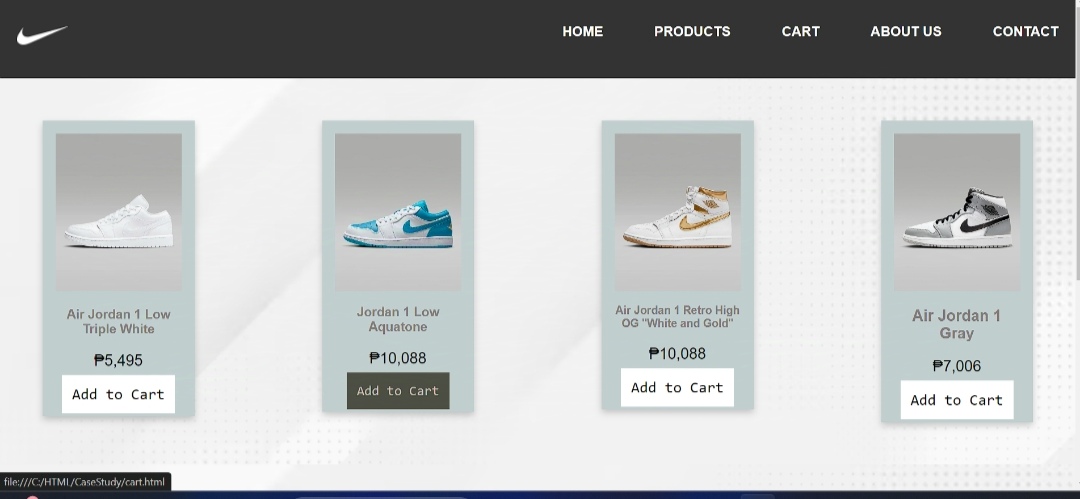 HOME PRODUCTS CART ABOUT US CONTACT
Air Jordan 1 Low
Triple White
₱5,495
Add to Cart
Jordan 1 Low
Aquatone
₱10,088
Add to Cart
Air Jordan 1 Retro High
OG "White and Gold"
₱10,088
Add to Cart
Air Jordan 1
Gray
₱7,006
Add to Cart
file:///C:/HTML/CaseStudy/cart.html